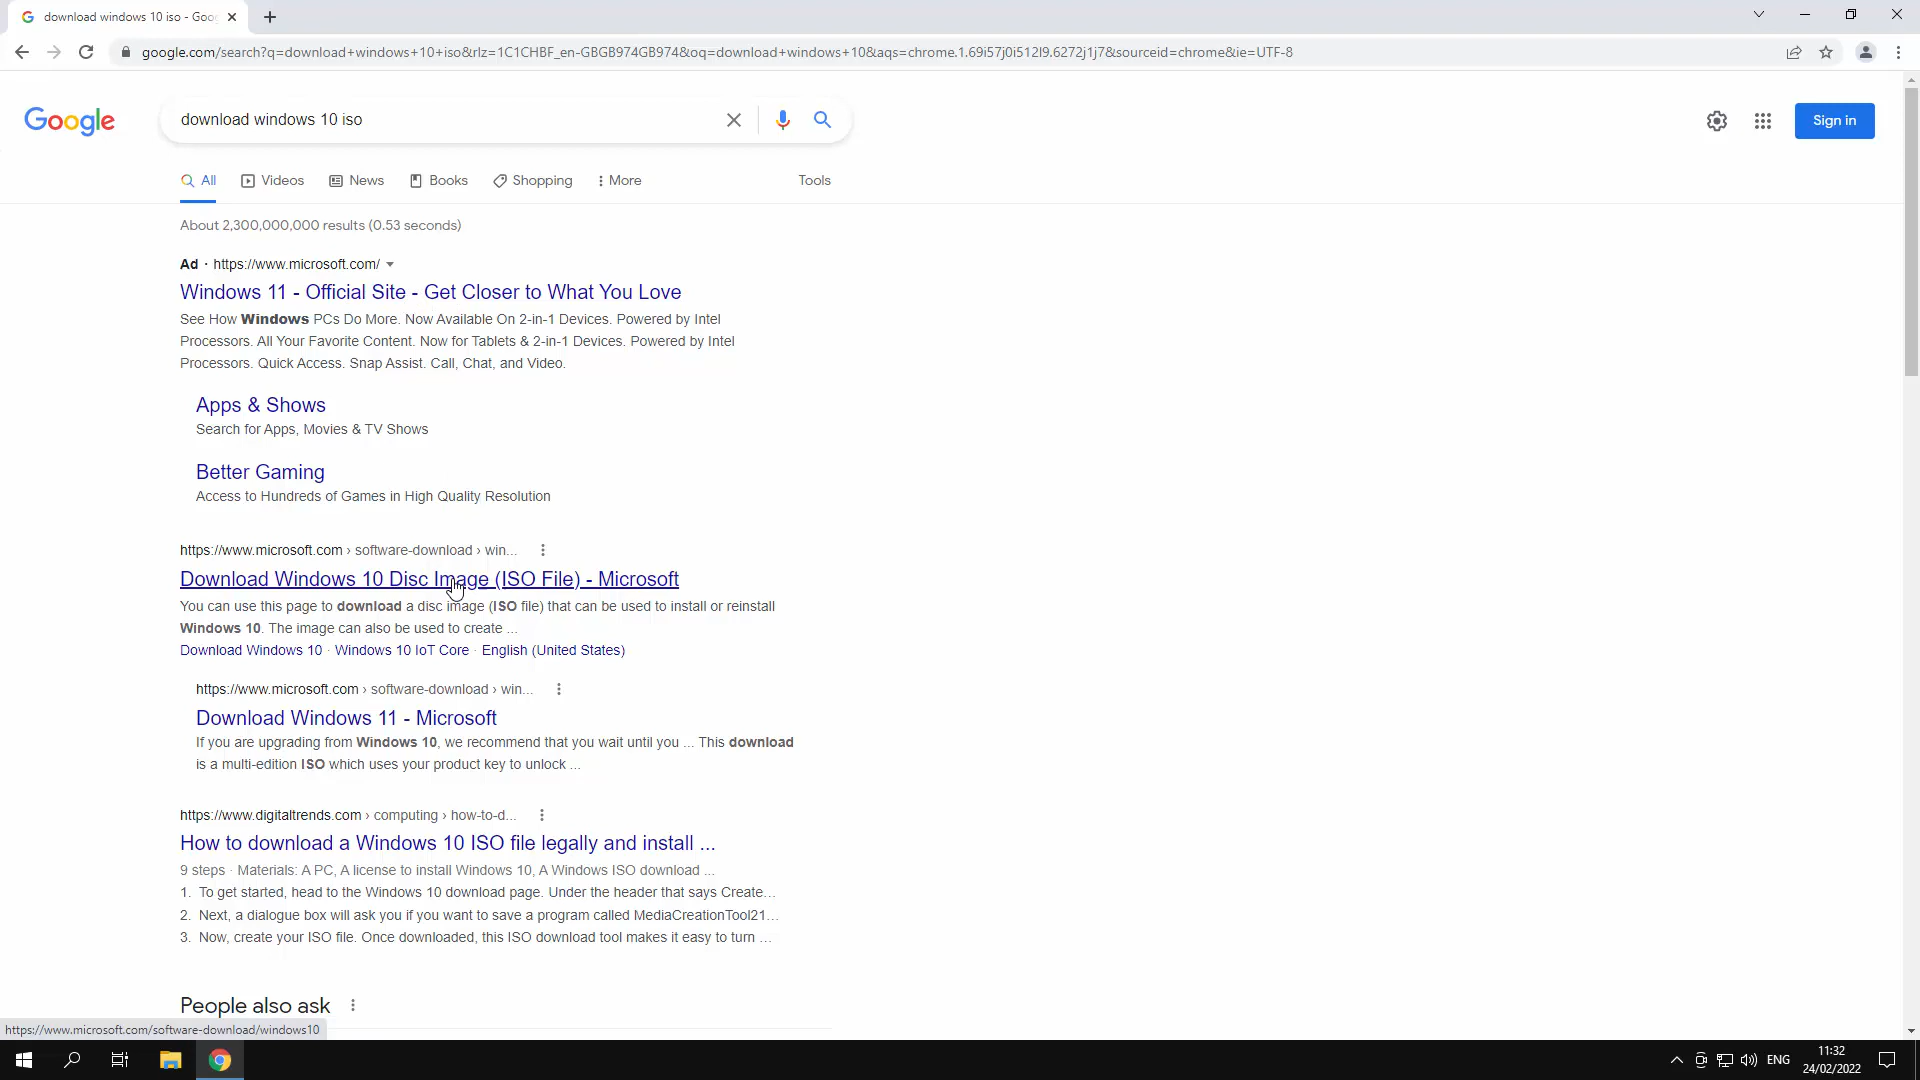 download windows 10 iso - Goo
google.com/search?q=download+windows+10+iso&rlz=1C1CHBF_en-GBGB974GB974&oq=download+windows+10&aqs=chrome.1.69i57j0i512l9.6272j1j7&sourceid=chrome&ie=UTF-8
Google
download windows 10 iso
Sign in
All
Videos
News
Books
Shopping
More
Tools
About 2,300,000,000 results (0.53 seconds)
Ad · https://www.microsoft.com/
Windows 11 - Official Site - Get Closer to What You Love
See How Windows PCs Do More. Now Available On 2-in-1 Devices. Powered by Intel
Processors. All Your Favorite Content. Now for Tablets & 2-in-1 Devices. Powered by Intel
Processors. Quick Access. Snap Assist. Call, Chat, and Video.
Apps & Shows
Search for Apps, Movies & TV Shows
Better Gaming
Access to Hundreds of Games in High Quality Resolution
https://www.microsoft.com › software-download › win...
Download Windows 10 Disc Image (ISO File) - Microsoft
You can use this page to download a disc image (ISO file) that can be used to install or reinstall
Windows 10. The image can also be used to create ...
Download Windows 10 · Windows 10 IoT Core · English (United States)
https://www.microsoft.com › software-download › win...
Download Windows 11 - Microsoft
If you are upgrading from Windows 10, we recommend that you wait until you ... This download
is a multi-edition ISO which uses your product key to unlock ...
https://www.digitaltrends.com › computing › how-to-d...
How to download a Windows 10 ISO file legally and install ...
9 steps · Materials: A PC, A license to install Windows 10, A Windows ISO download ...
1. To get started, head to the Windows 10 download page. Under the header that says Create...
2. Next, a dialogue box will ask you if you want to save a program called MediaCreationTool21...
3. Now, create your ISO file. Once downloaded, this ISO download tool makes it easy to turn ...
People also ask
https://www.microsoft.com/software-download/windows10
ENG
11:32
24/02/2022